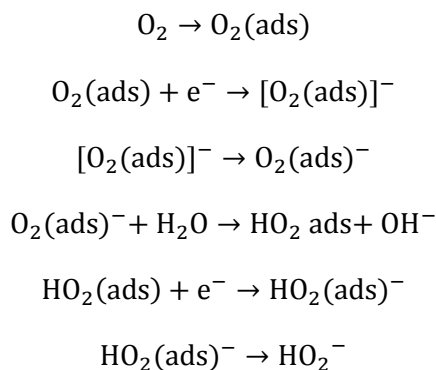 O₂ → O₂(ads)
O₂(ads) + e⁻ → [O₂(ads)]⁻
[O₂(ads)]⁻ → O₂(ads)⁻
O₂(ads)⁻+ H₂O → HO₂ ads+ OH⁻
HO₂(ads) + e⁻ → HO₂(ads)⁻
HO₂(ads)⁻ → HO₂⁻